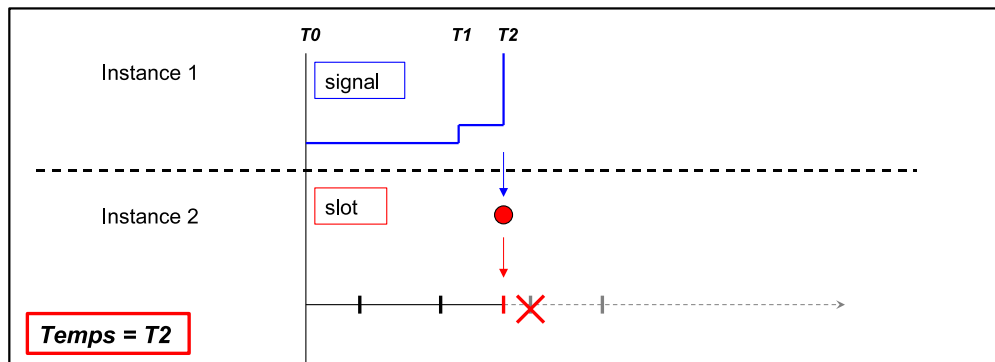 T0 T1 T2
Instance 1
signal
slot
Instance 2
Temps = T2